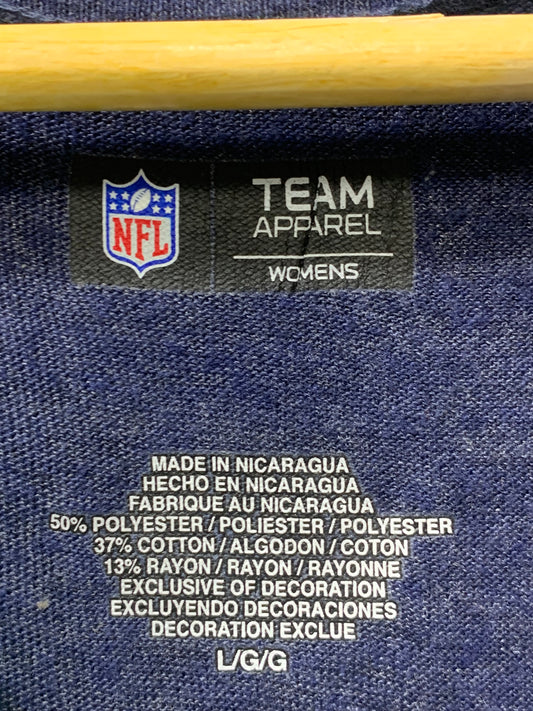 NFL
TEAM
APPAREL
WOMENS
MADE IN NICARAGUA
HECHO EN NICARAGUA
FABRIQUE AU NICARAGUA
50% POLYESTER / POLIESTER / POLYESTER
37% COTTON / ALGODON / COTON
13% RAYON / RAYON / RAYONNE
EXCLUSIVE OF DECORATION
EXCLUYENDO DECORACIONES
DECORATION EXCLUE
L/G/G